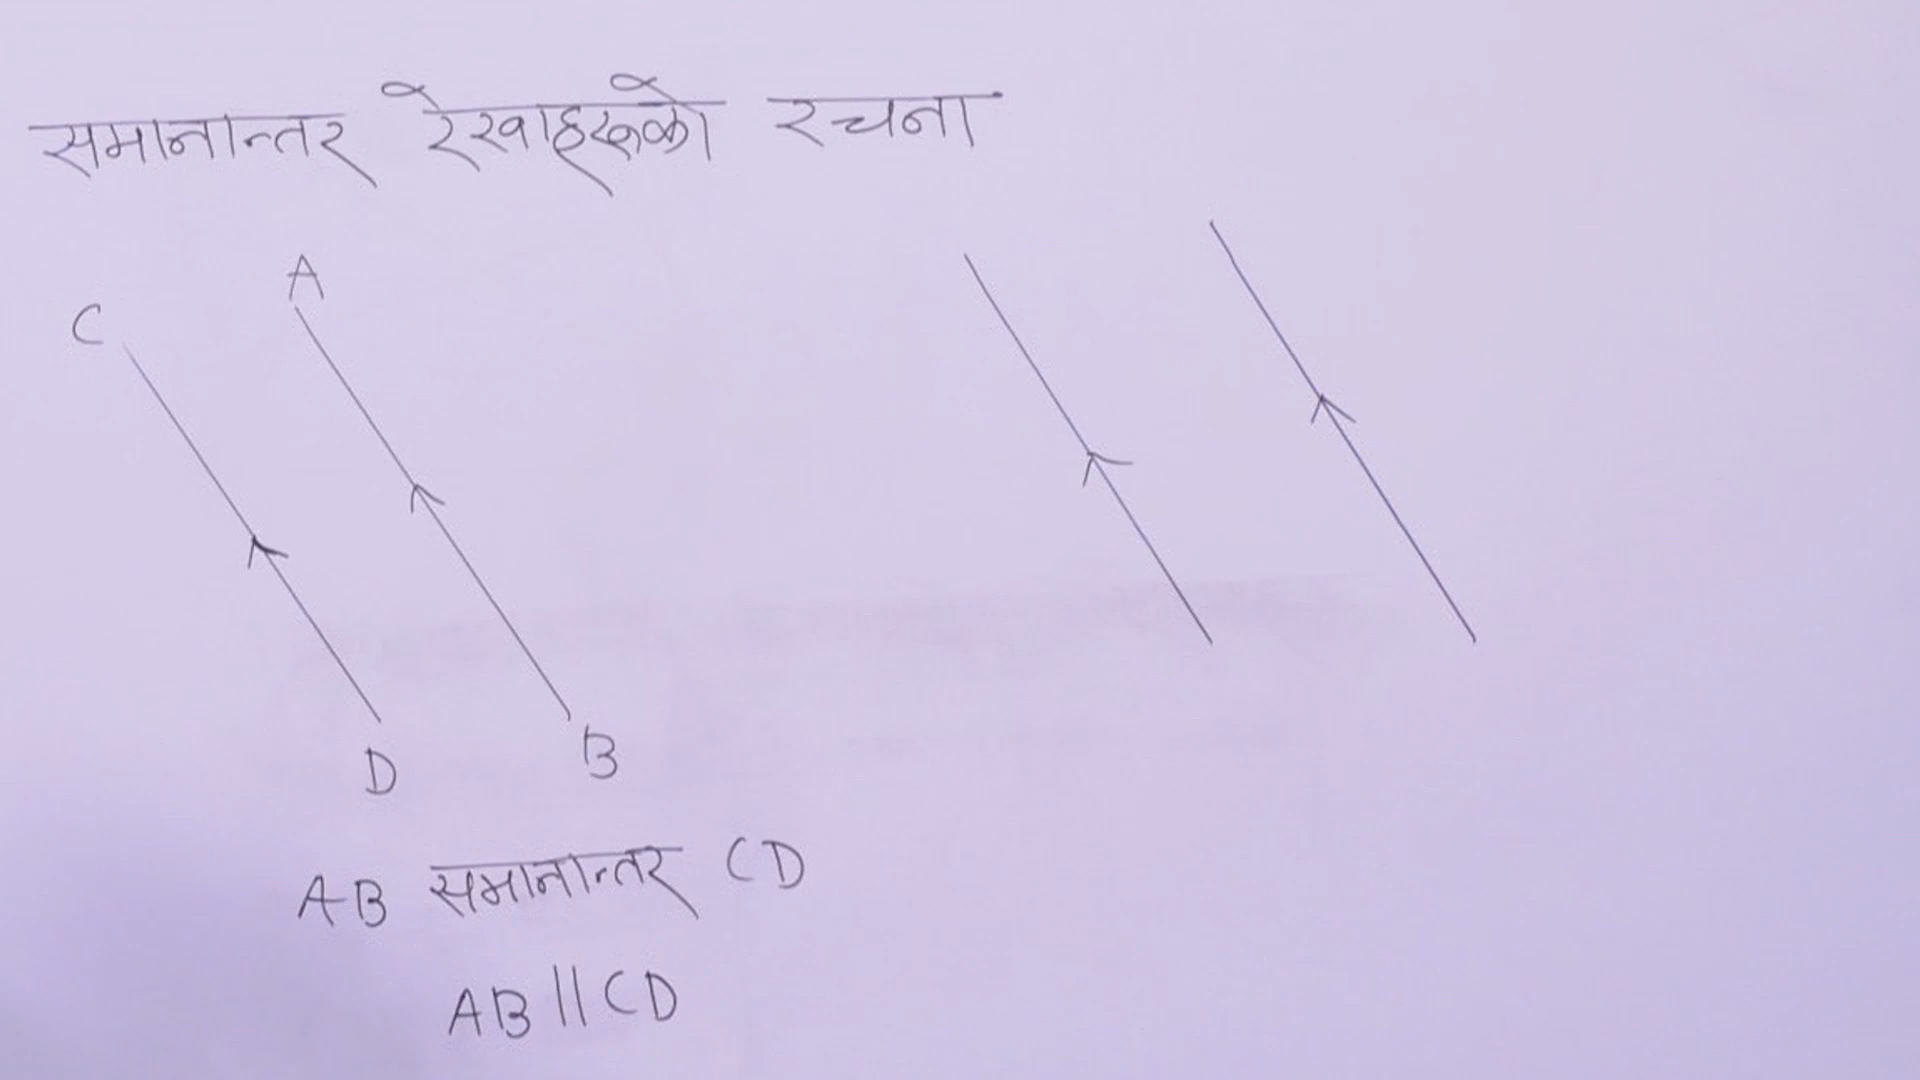 समानान्तर रेखाहरूको रचना
C A
D B
AB समानान्तर CD
AB || CD